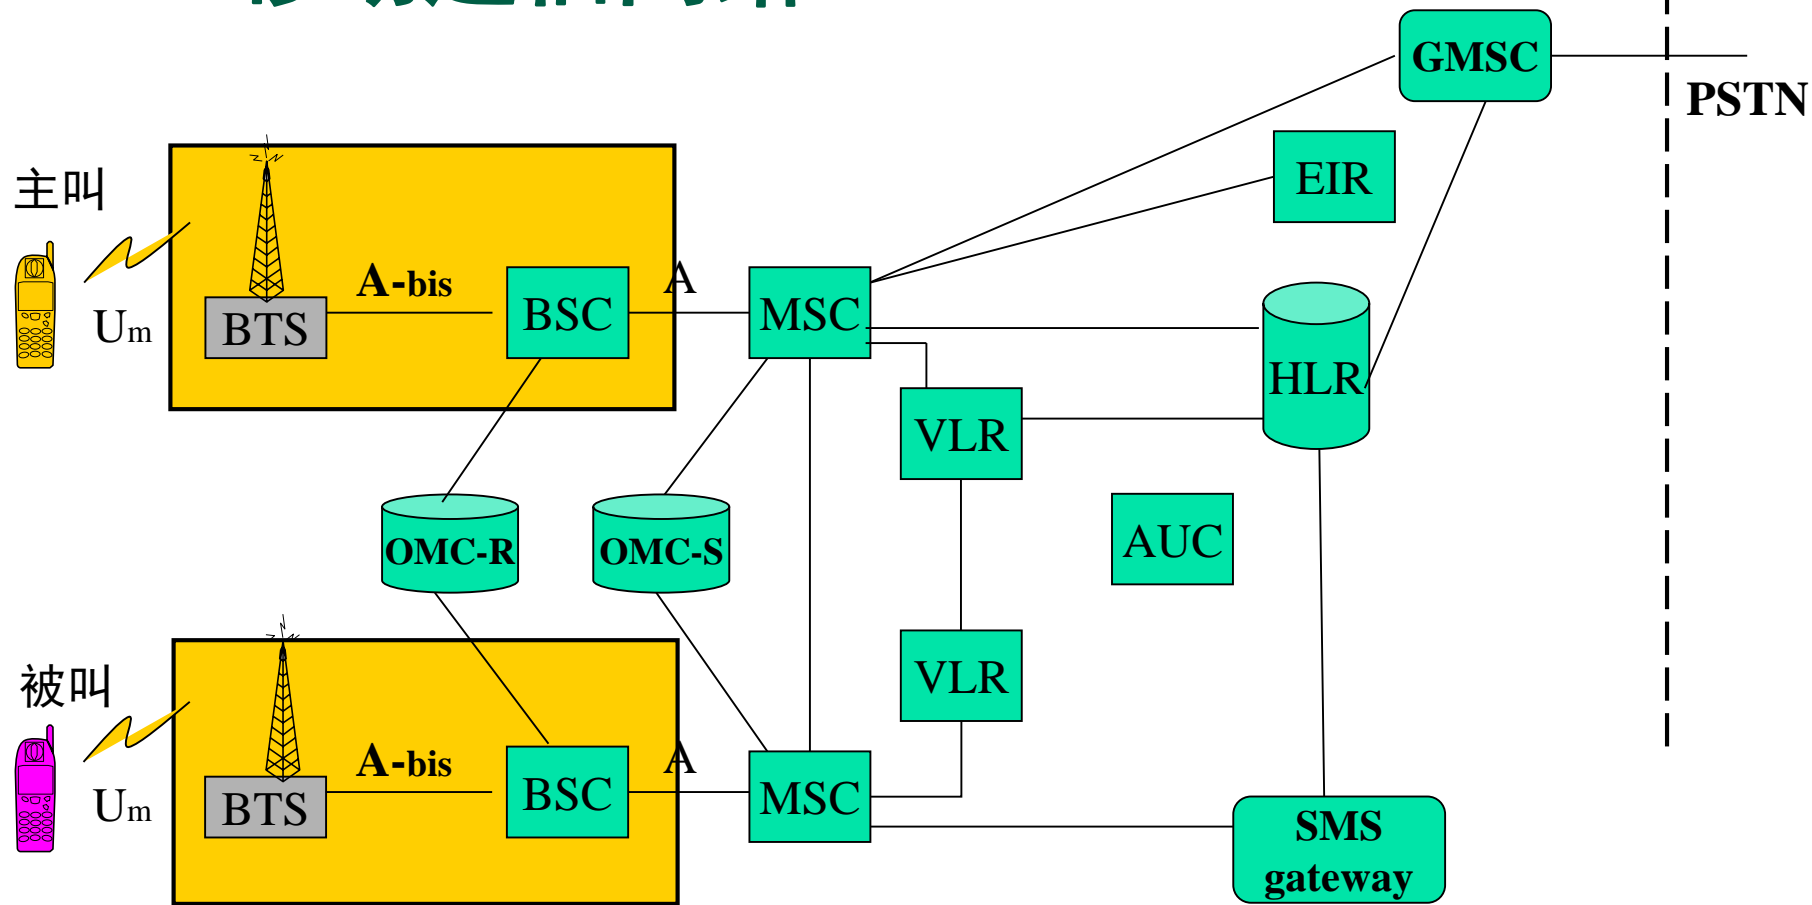 GMSC
PSTN
主叫
EIR
A-bis
A
Um
BTS
BSC
MSC
HLR
VLR
OMC-R
OMC-S
AUC
被叫
VLR
A-bis
A
Um
BTS
BSC
MSC
SMS
gateway